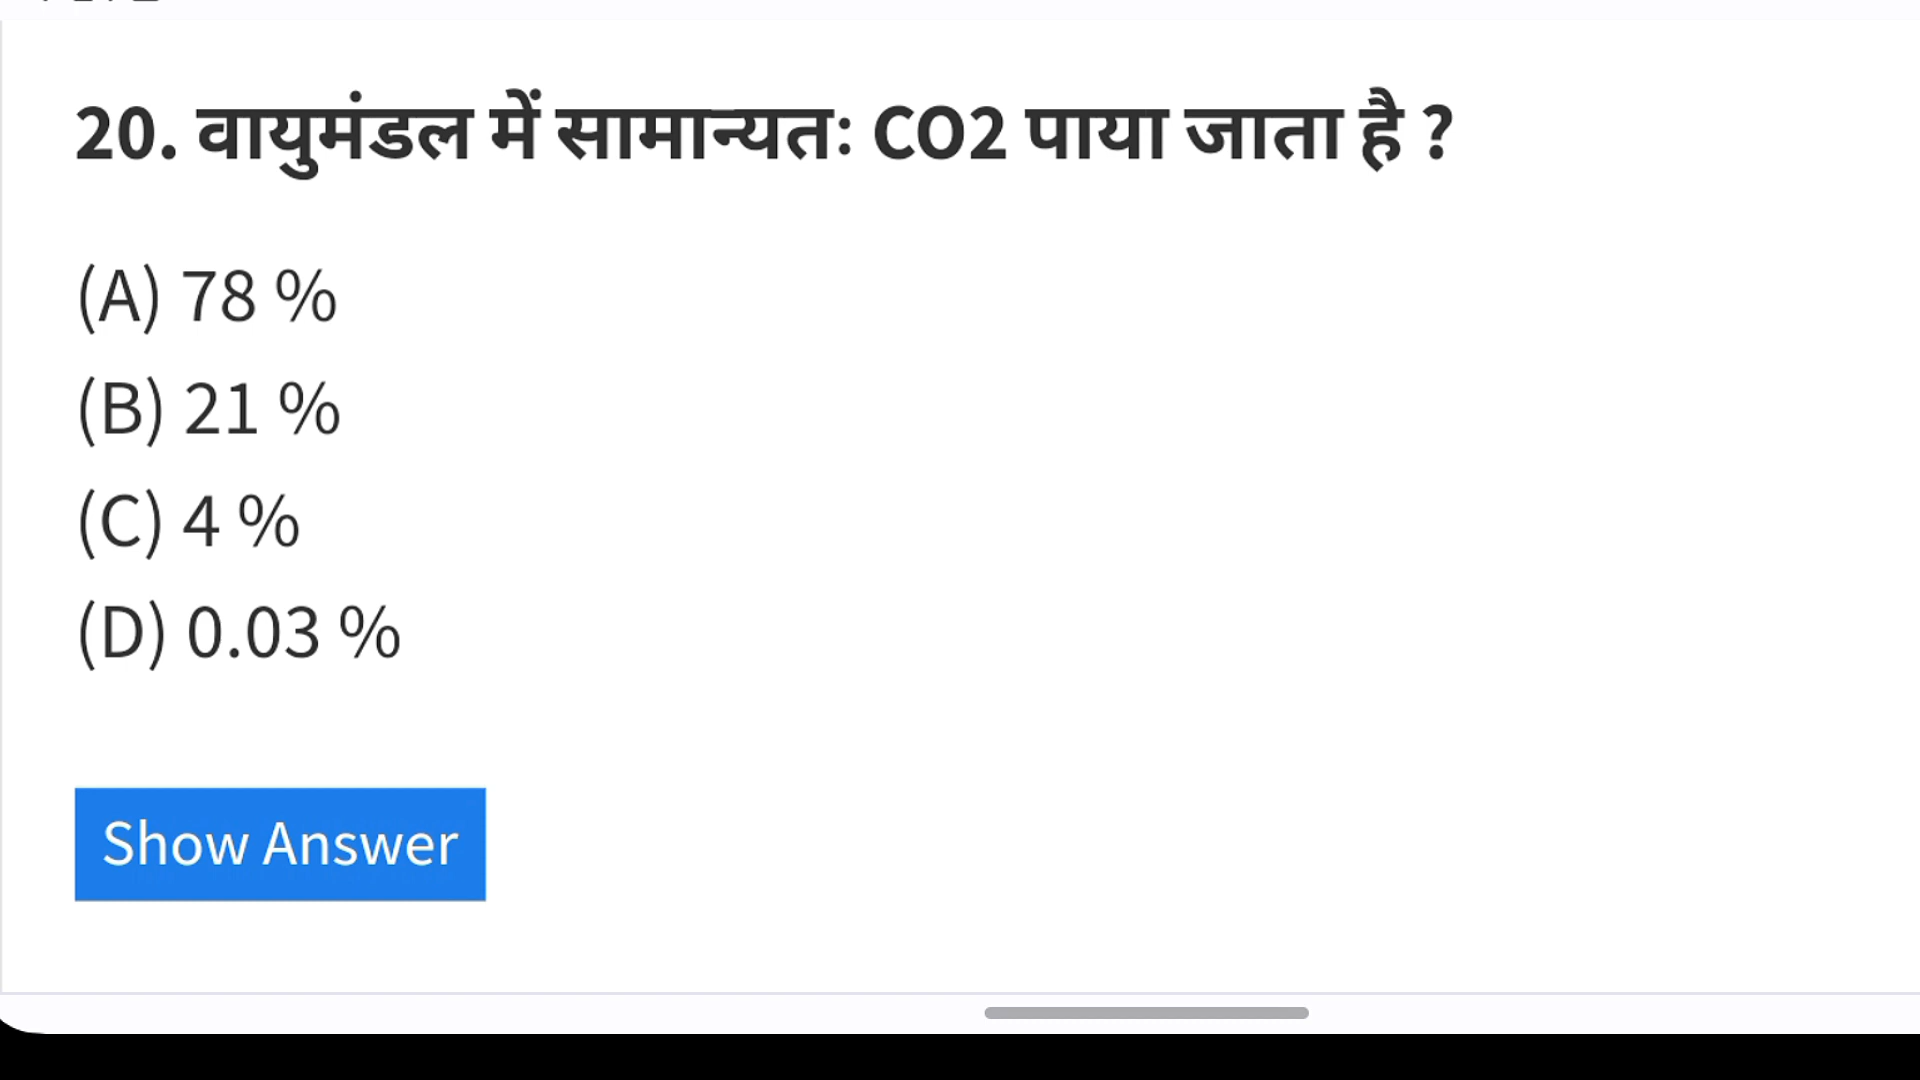 20. वायुमंडल में सामान्यतः CO2 पाया जाता है ?
(A) 78 %
(B) 21 %
(C) 4 %
(D) 0.03 %
Show Answer